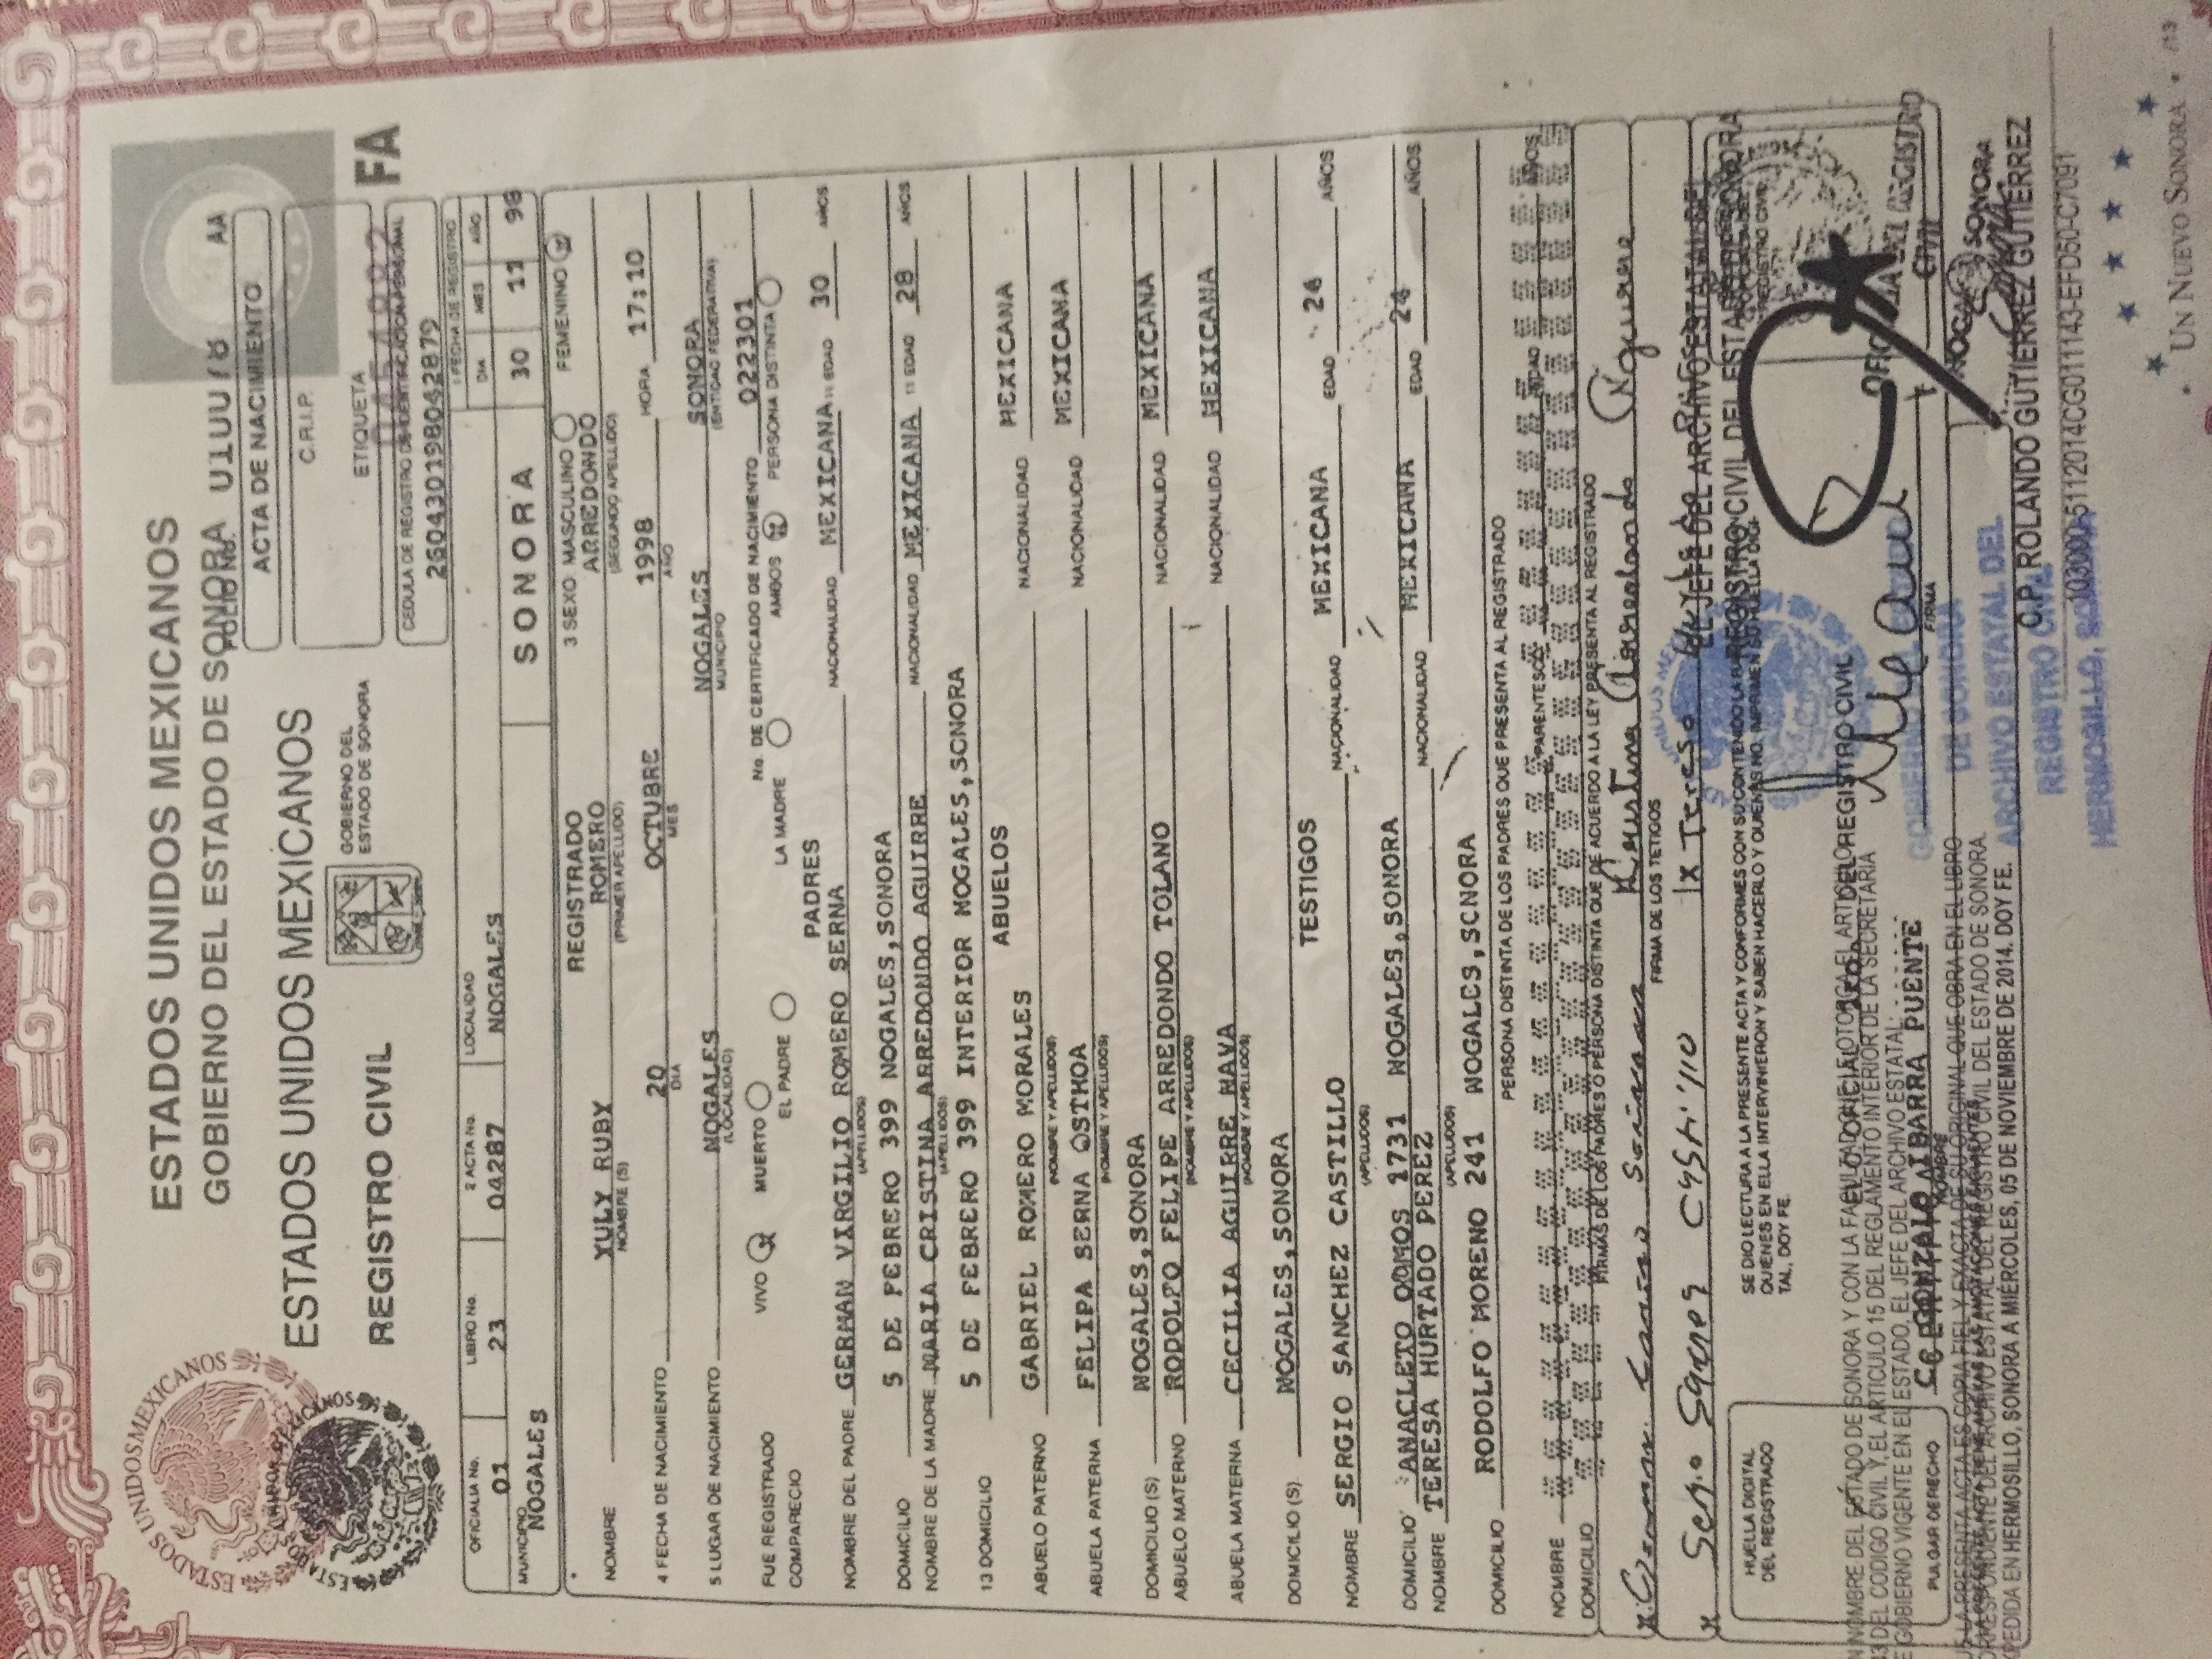 ESTADOS UNIDOS MEXICANOS
ESTADOS UNIDOS MEXICANOS
GOBIERNO DEL ESTADO DE SONORA
FOLIO No. 010078 AA
ACTA DE NACIMIENTO
ESTADOS UNIDOS MEXICANOS
C.R.I.P.
REGISTRO CIVIL
GOBIERNO DEL
ESTADO DE SONORA
ETIQUETA
0454882 FA
CEDULA DE REGISTRO DE IDENTIFICACION PERSONAL
260430198042879
OFICIALIA No. LIBRO No. 2 ACTA No. LOCALIDAD FECHA DE REGISTRO
DIA MES AÑO
01 23 04287 NOGALES
MUNICIPIO NOGALES SONORA 30 11 98
REGISTRADO 3 SEXO: MASCULINO FEMENINO
NOMBRE YULY RUBY ROMERO ARREDONDO
NOMBRE (S) (PRIMER APELLIDO) (SEGUNDO APELLIDO)
4 FECHA DE NACIMIENTO 20 OCTUBRE 1998 HORA 17:10
DIA MES AÑO
5 LUGAR DE NACIMIENTO NOGALES NOGALES SONORA
(LOCALIDAD) MUNICIPIO (ENTIDAD FEDERATIVA)
FUE REGISTRADO VIVO MUERTO No. DE CERTIFICADO DE NACIMIENTO 022301
COMPARECIO EL PADRE LA MADRE AMBOS PERSONA DISTINTA
PADRES
NOMBRE DEL PADRE GERMAN VIRGILIO ROMERO SERNA NACIONALIDAD MEXICANA 11 EDAD 30 AÑOS
(APELLIDOS)
DOMICILIO 5 DE FEBRERO 399 NOGALES,SONORA
NOMBRE DE LA MADRE MARIA CRISTINA ARREDONDO AGUIRRE NACIONALIDAD MEXICANA 11 EDAD 28 AÑOS
(APELLIDOS)
13 DOMICILIO 5 DE FEBRERO 399 INTERIOR NOGALES,SONORA
ABUELOS
ABUELO PATERNO GABRIEL ROMERO MORALES NACIONALIDAD MEXICANA
(NOMBRE Y APELLIDOS)
ABUELA PATERNA FELIPA SERNA OSTHOA NACIONALIDAD MEXICANA
(NOMBRE Y APELLIDOS)
DOMICILIO (S) NOGALES,SONORA
ABUELO MATERNO RODOLFO FELIPE ARREDONDO TOLANO NACIONALIDAD MEXICANA
(NOMBRE Y APELLIDOS)
ABUELA MATERNA CECILIA AGUIRRE NAVA NACIONALIDAD MEXICANA
(NOMBRE Y APELLIDOS)
DOMICILIO (S) NOGALES,SONORA
TESTIGOS
NOMBRE SERGIO SANCHEZ CASTILLO NACIONALIDAD MEXICANA EDAD 24 AÑOS
(APELLIDOS)
DOMICILIO ANACLETO 1731 NOGALES,SONORA
NOMBRE TERESA HURTADO PEREZ NACIONALIDAD MEXICANA EDAD 24 AÑOS
(APELLIDOS)
DOMICILIO RODOLFO MORENO 241 NOGALES,SONORA
PERSONA DISTINTA DE LOS PADRES QUE PRESENTA AL REGISTRADO
NOMBRE PARENTESCO EDAD AÑOS
DOMICILIO
FIRMAS DE LOS PADRES O PERSONA DISTINTA QUE DE ACUERDO A LA LEY PRESENTA AL REGISTRADO
x Cristina Arredondo Aguirre
FIRMA DE LOS TETIGOS
x Castillo x Teresa
EL JEFE DEL ARCHIVO ESTATAL DEL
REGISTRO CIVIL DEL ESTADO DE SONORA
HUELLA DIGITAL
DEL REGISTRADO
SE DIO LECTURA A LA PRESENTE ACTA Y CONFORMES CON SU CONTENIDO LA
QUIENES EN ELLA INTERVINIERON Y SABEN HACERLO Y QUIENES NO, IMPRIMEN SU HUELLA DIGI-
TAL, DOY FE.
OFICIALIA DEL
REGISTRO CIVIL
EN NOMBRE DEL ESTADO DE SONORA Y CON LA FACULTAD QUE LE OTORGA EL ARTICULO
EL C. OFICIAL 1ro. DEL REGISTRO CIVIL
DEL CODIGO CIVIL Y, EL ARTICULO 15 DEL REGLAMENTO INTERIOR DE LA SECRETARIA
DE GOBIERNO VIGENTE EN EL ESTADO, EL JEFE DEL ARCHIVO ESTATAL:
C. GONZALO IBARRA PUENTE
CERTIFICA
PULGAR DERECHO NOMBRE FIRMA
OFICIALIA DEL REGISTRO
CIVIL
NOGALES SONORA
QUE LA PRESENTE ACTA ES COPIA FIEL Y EXACTA DE SU ORIGINAL QUE OBRA EN EL LIBRO
LA PRESENTE ACTA TIENE ANEXAS LAS ANOTACIONES SIGUIENTES
CORRESPONDIENTE DEL ARCHIVO ESTATAL DEL REGISTRO CIVIL DEL ESTADO DE SONORA.
EXPEDIDA EN HERMOSILLO, SONORA A MIÉRCOLES, 05 DE NOVIEMBRE DE 2014. DOY FE.
GOBIERNO DEL ESTADO
DE SONORA
ARCHIVO ESTATAL DEL
REGISTRO CIVIL
HERMOSILLO, SONORA
C.P. ROLANDO GUTIERREZ GUTIERREZ
103000-5112014CG011143-EFD50-C7091
UN NUEVO SONORA